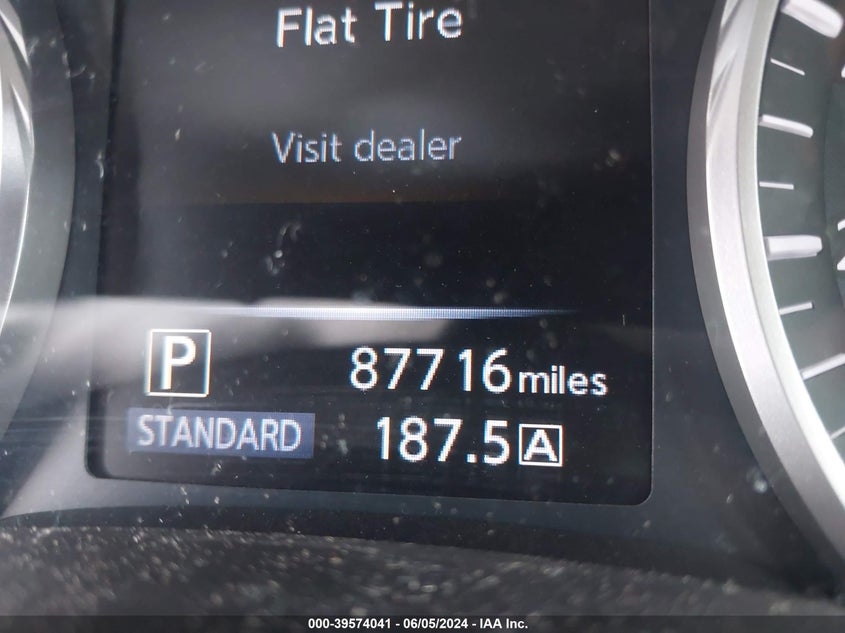 Flat Tire
Visit dealer
P 87716 miles
STANDARD 187.5 A
000-39574041 - 06/05/2024 - IAA Inc.